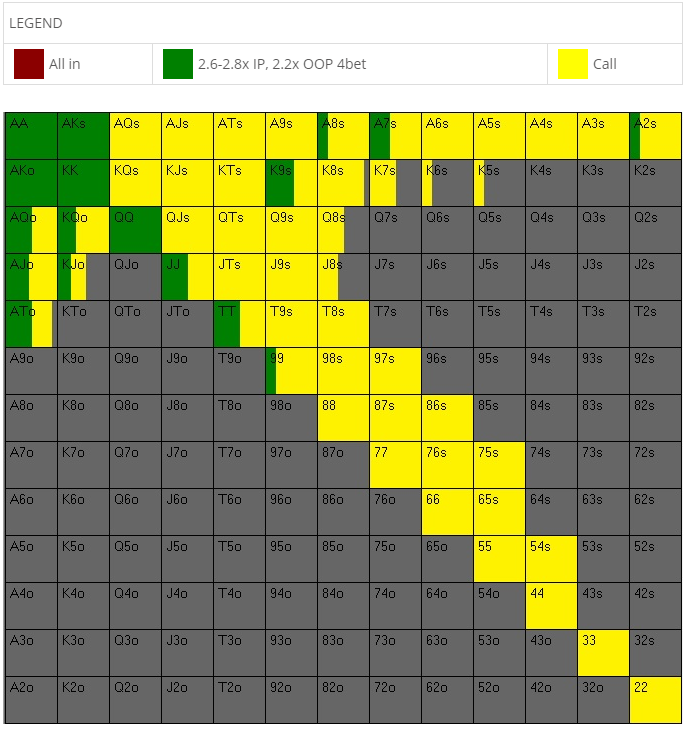 LEGEND
All in 2.6-2.8x IP, 2.2x OOP 4bet Call
AA AKs AQs AJs ATs A9s A8s A7s A6s A5s A4s A3s A2s
AKo KK KQs KJs KTs K9s K8s K7s K6s K5s K4s K3s K2s
AQo KQo QQ QJs QTs Q9s Q8s Q7s Q6s Q5s Q4s Q3s Q2s
AJo KJo QJo JJ JTs J9s J8s J7s J6s J5s J4s J3s J2s
ATo KTo QTo JTo TT T9s T8s T7s T6s T5s T4s T3s T2s
A9o K9o Q9o J9o T9o 99 98s 97s 96s 95s 94s 93s 92s
A8o K8o Q8o J8o T8o 98o 88 87s 86s 85s 84s 83s 82s
A7o K7o Q7o J7o T7o 97o 87o 77 76s 75s 74s 73s 72s
A6o K6o Q6o J6o T6o 96o 86o 76o 66 65s 64s 63s 62s
A5o K5o Q5o J5o T5o 95o 85o 75o 65o 55 54s 53s 52s
A4o K4o Q4o J4o T4o 94o 84o 74o 64o 54o 44 43s 42s
A3o K3o Q3o J3o T3o 93o 83o 73o 63o 53o 43o 33 32s
A2o K2o Q2o J2o T2o 92o 82o 72o 62o 52o 42o 32o 22